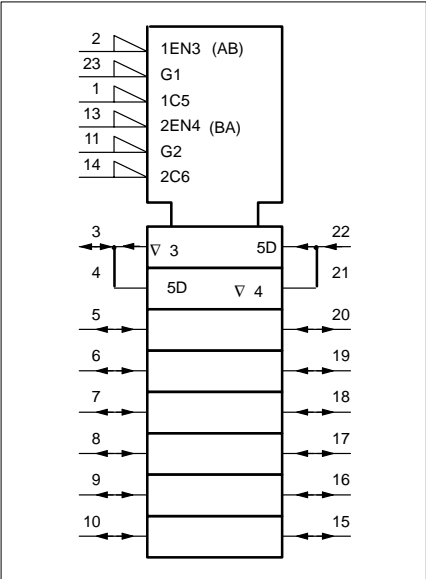 2 1EN3 (AB)
23 G1
1 1C5
13 2EN4 (BA)
11 G2
14 2C6
3 ∇ 3 5D 22
4 5D ∇ 4 21
5 20
6 19
7 18
8 17
9 16
10 15